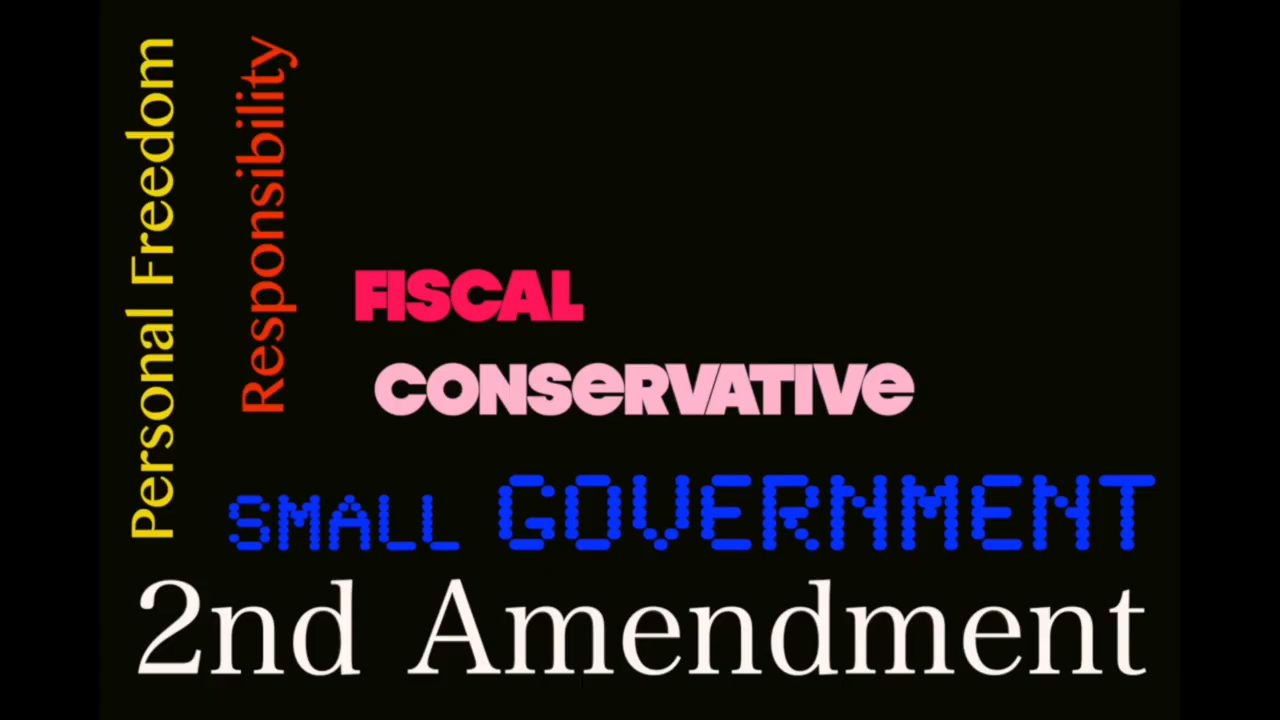 Personal Freedom
Responsibility
FISCAL
CONSeRVATIVe
SMALL GOVERNMENT
2nd Amendment